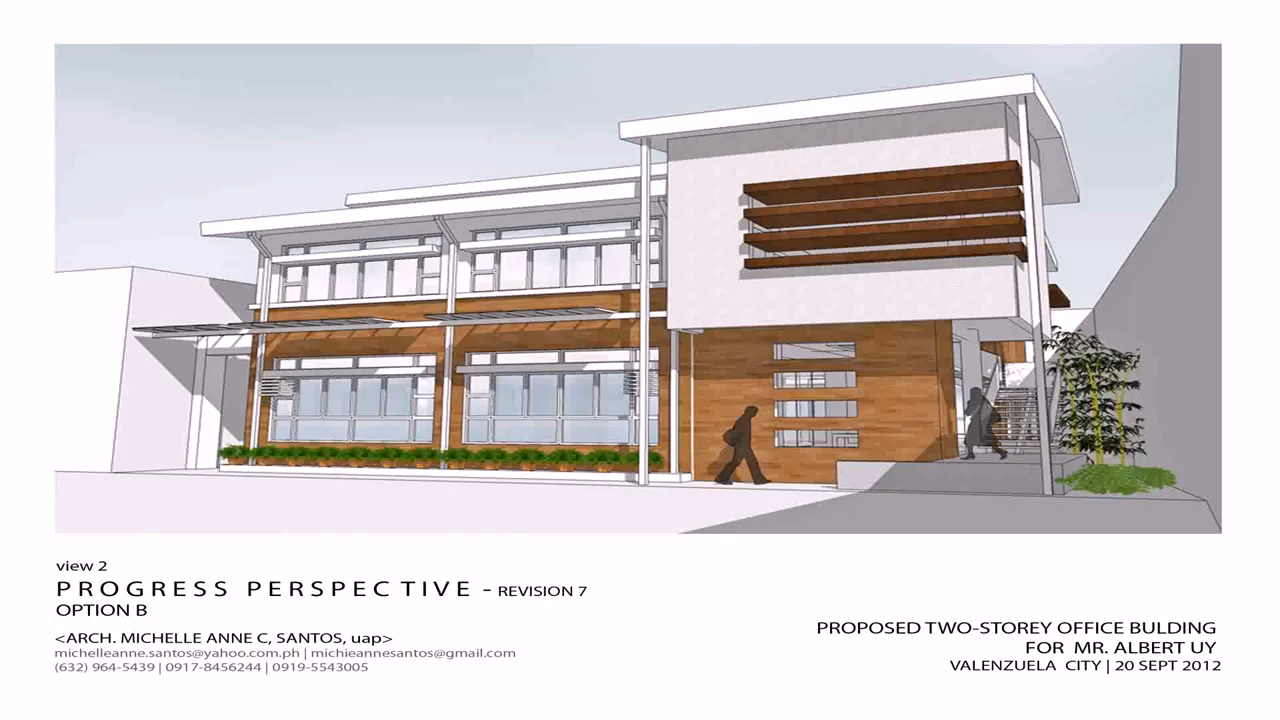 view 2
PROGRESS PERSPECTIVE - REVISION 7
OPTION B
<ARCH. MICHELLE ANNE C, SANTOS, uap>
michelleanne.santos@yahoo.com.ph | michieannesantos@gmail.com
(632) 964-5439 | 0917-8456244 | 0919-5543005
PROPOSED TWO-STOREY OFFICE BULDING
FOR MR. ALBERT UY
VALENZUELA CITY | 20 SEPT 2012